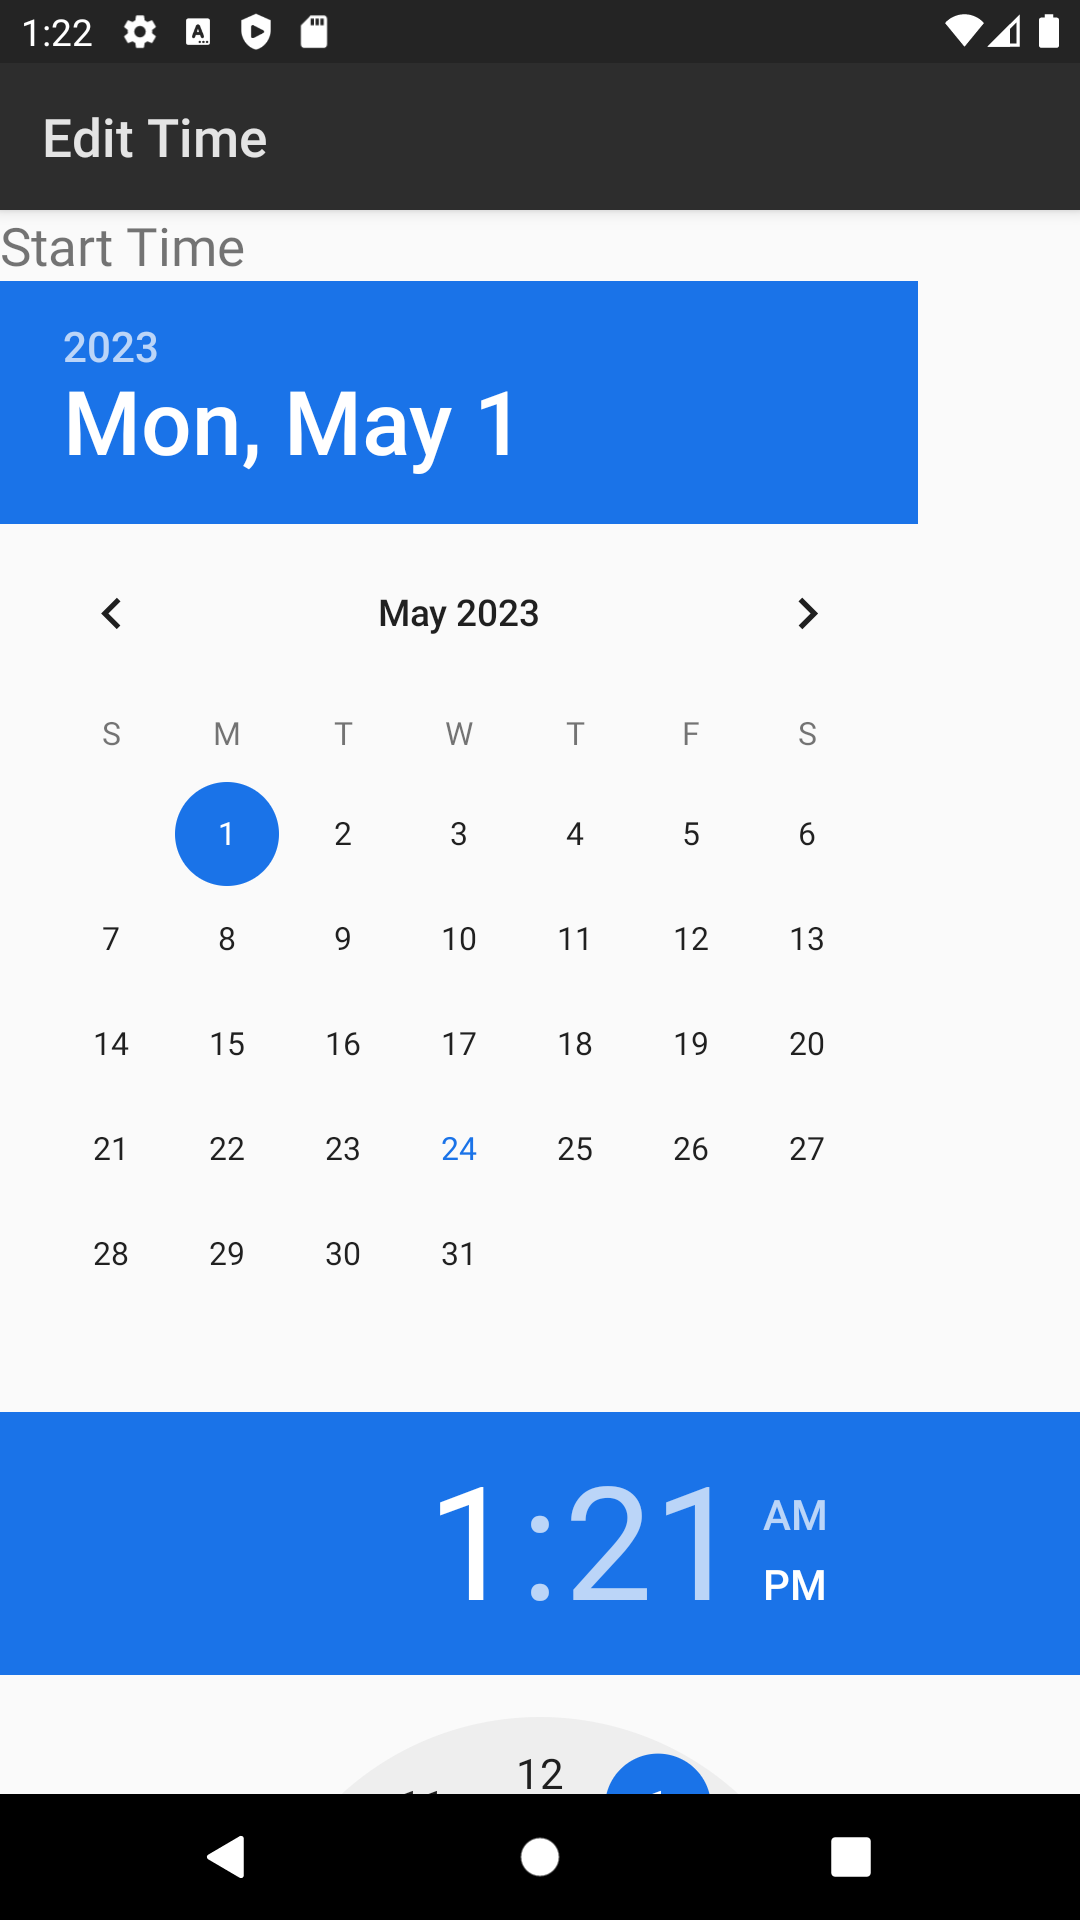 1:22
Edit Time
Start Time
2023
Mon, May 1
May 2023
S M T W T F S
1 2 3 4 5 6
7 8 9 10 11 12 13
14 15 16 17 18 19 20
21 22 23 24 25 26 27
28 29 30 31
1:21
AM
PM
12